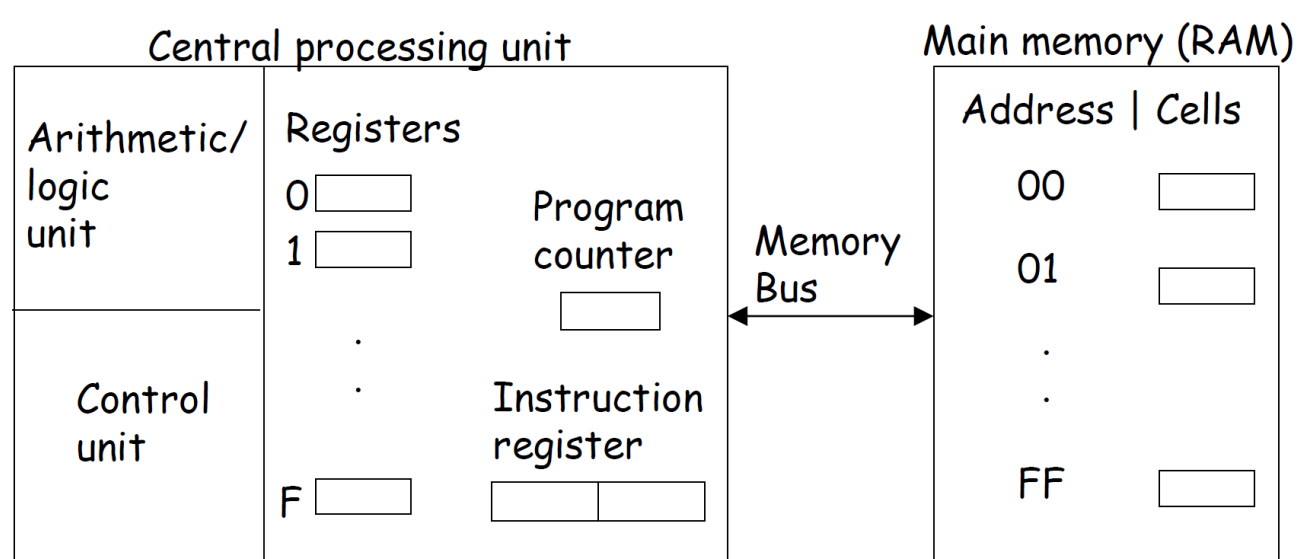 Central processing unit
Main memory (RAM)
Arithmetic/
logic
unit
Registers
0
1
.
.
F
Program
counter
Instruction
register
Control
unit
Memory
Bus
Address | Cells
00
01
.
.
FF